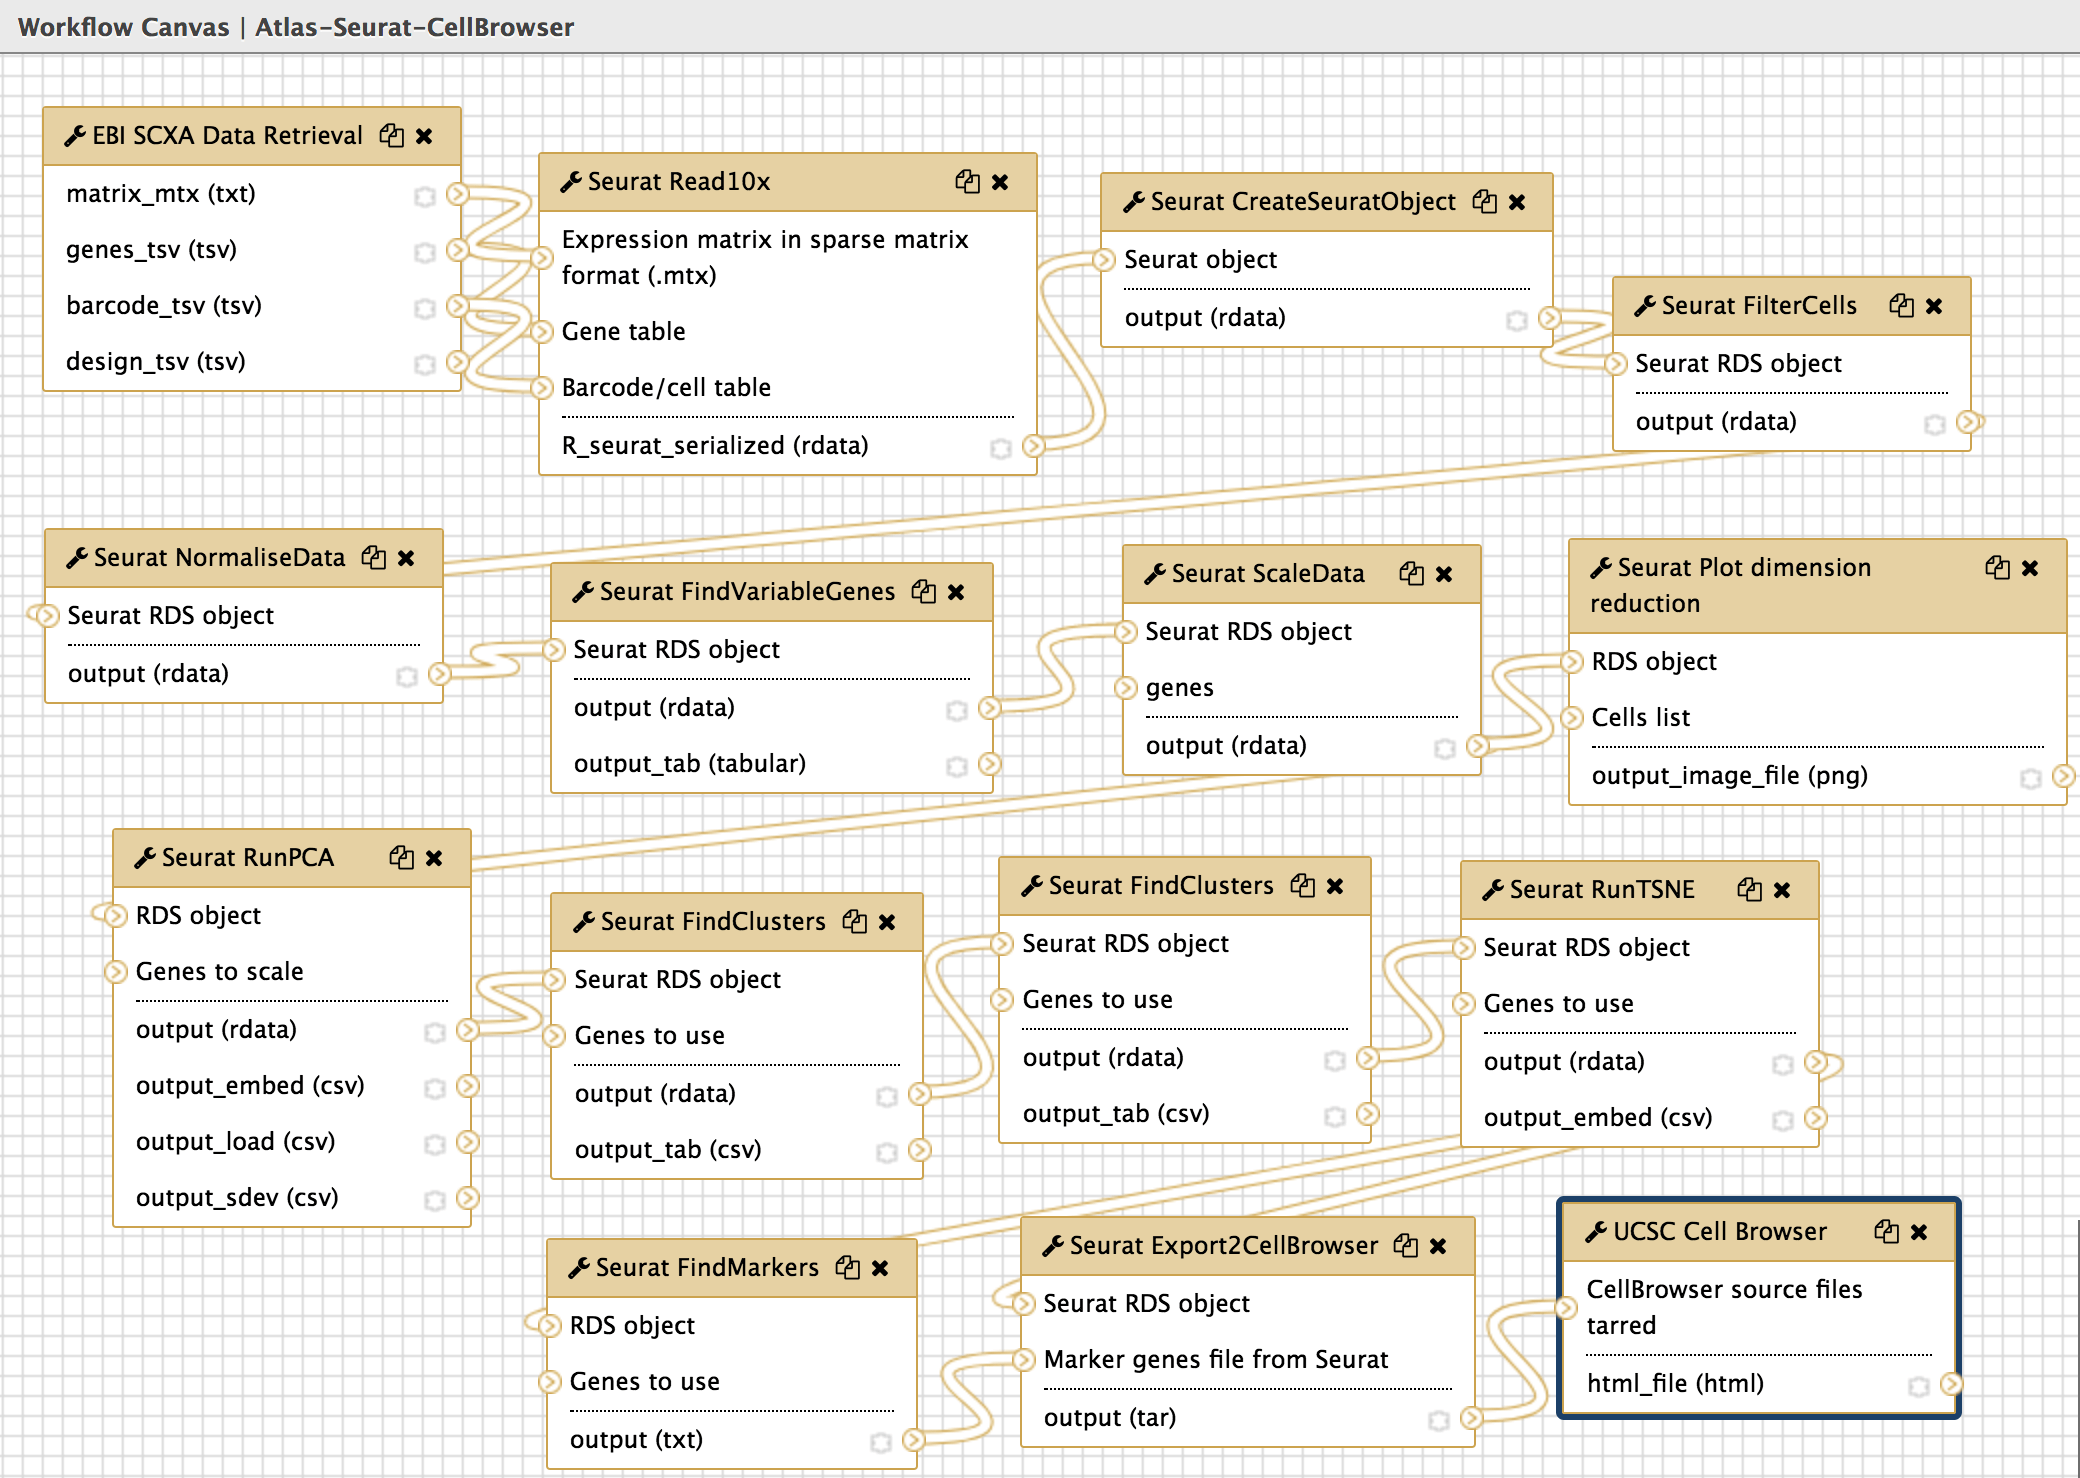 Workflow Canvas | Atlas-Seurat-CellBrowser
EBI SCXA Data Retrieval
matrix_mtx (txt)
genes_tsv (tsv)
barcode_tsv (tsv)
design_tsv (tsv)
Seurat Read10x
Expression matrix in sparse matrix
format (.mtx)
Gene table
Barcode/cell table
R_seurat_serialized (rdata)
Seurat CreateSeuratObject
Seurat object
output (rdata)
Seurat FilterCells
Seurat RDS object
output (rdata)
Seurat NormaliseData
Seurat RDS object
output (rdata)
Seurat FindVariableGenes
Seurat RDS object
output (rdata)
output_tab (tabular)
Seurat ScaleData
Seurat RDS object
genes
output (rdata)
Seurat Plot dimension
reduction
RDS object
Cells list
output_image_file (png)
Seurat RunPCA
RDS object
Genes to scale
output (rdata)
output_embed (csv)
output_load (csv)
output_sdev (csv)
Seurat FindClusters
Seurat RDS object
Genes to use
output (rdata)
output_tab (csv)
Seurat FindClusters
Seurat RDS object
Genes to use
output (rdata)
output_tab (csv)
Seurat RunTSNE
Seurat RDS object
Genes to use
output (rdata)
output_embed (csv)
Seurat FindMarkers
RDS object
Genes to use
output (txt)
Seurat Export2CellBrowser
Seurat RDS object
Marker genes file from Seurat
output (tar)
UCSC Cell Browser
CellBrowser source files
tarred
html_file (html)